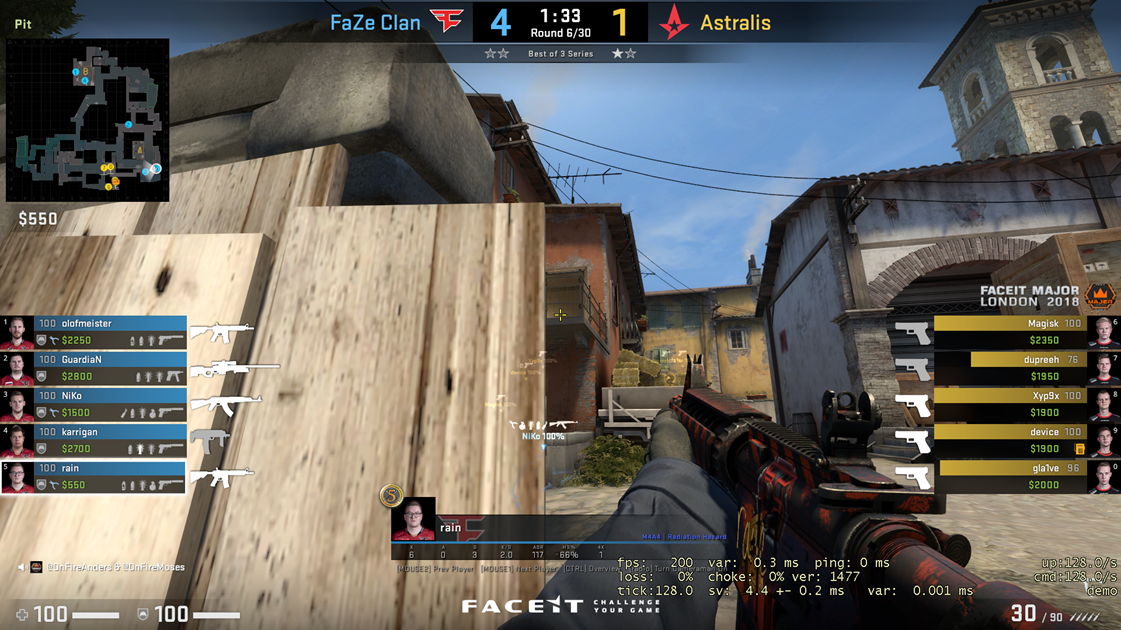 Pit
FaZe Clan 4 1:33 1 Astralis
Round 6/30
Best of 3 Series
B
A
$550
FACEIT MAJOR
LONDON 2018
MAJOR
1 100 olofmeister
$2250
2 100 GuardiaN
$2800
3 100 NiKo
$1500
4 100 karrigan
$2700
5 100 rain
$550
Magisk 100 6
$2350
dupreeh 76 7
$1950
Xyp9x 100 8
$1900
device 100 9
$1900
gla1ve 96 0
$2000
NiKo 100%
5
rain
M4A4 | Radiation Hazard
K A D K/D ADR HS% 4K
6 0 3 2.0 117 66% 1
@OnFireAnders & @OnFireMoses
[MOUSE2] Prev Player [MOUSE1] Next Player [CTRL] Overview
fps: 200 var: 0.3 ms ping: 0 ms
loss: 0% choke: 0% ver: 1477
tick:128.0 sv: 4.4 +- 0.2 ms var: 0.001 ms
up:128.0/s
cmd:128.0/s
demo
100 100
FACEIT CHALLENGE
YOUR GAME
30 / 90